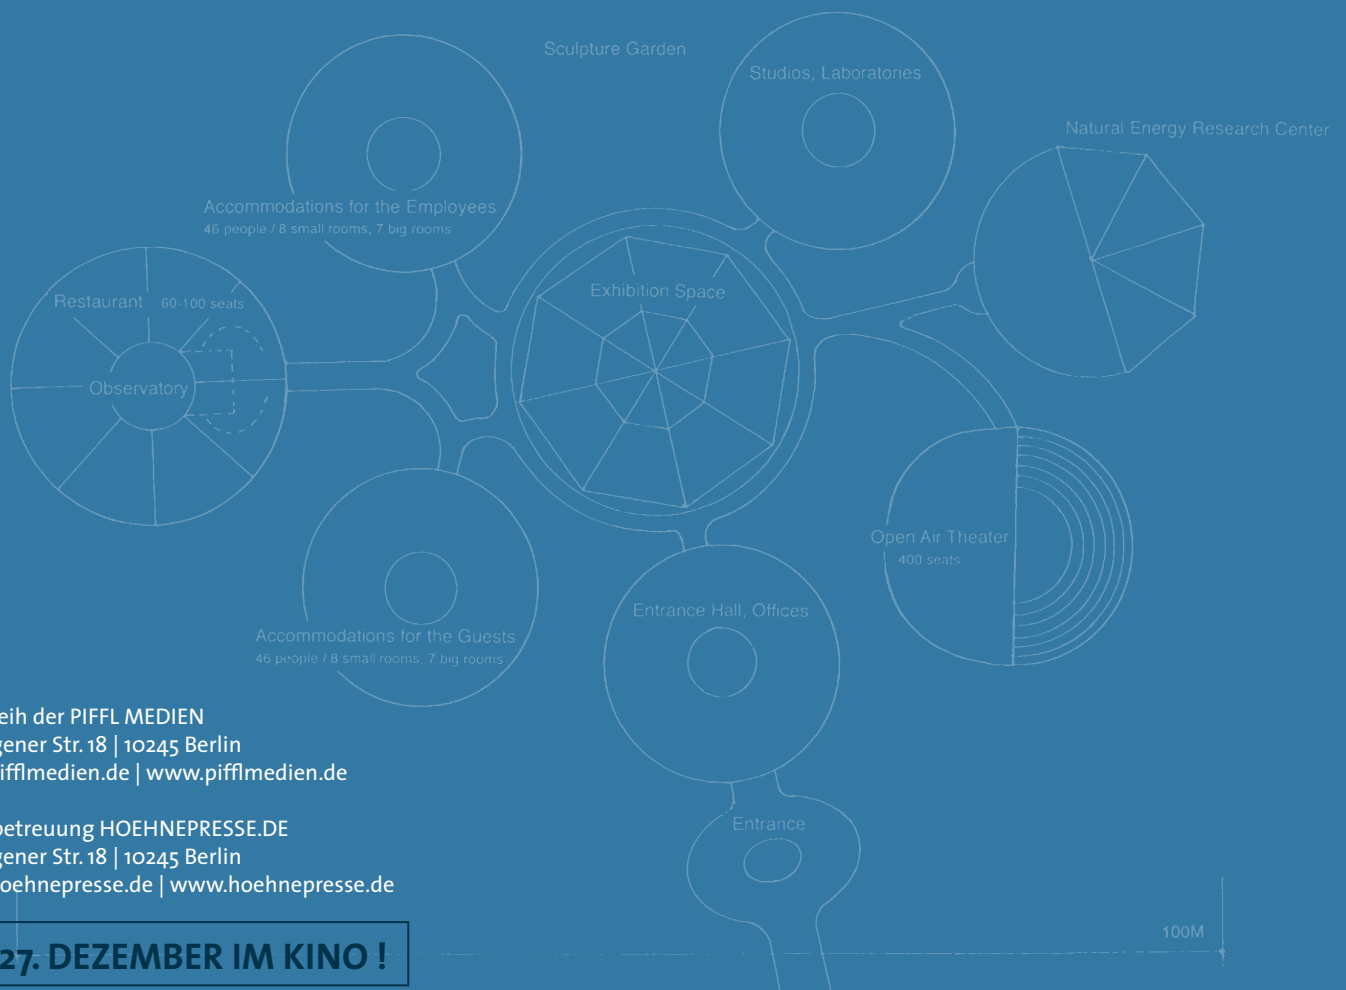 Sculpture Garden
Studios, Laboratories
Natural Energy Research Center
Accommodations for the Employees
46 people / 8 small rooms, 7 big rooms
Restaurant 60-100 seats
Exhibition Space
Observatory
Open Air Theater
400 seats
Entrance Hall, Offices
Accommodations for the Guests
46 people / 8 small rooms, 7 big rooms
eih der PIFFL MEDIEN
gener Str. 18 | 10245 Berlin
ifflmedien.de | www.pifflmedien.de
betreuung HOEHNEPRESSE.DE
gener Str. 18 | 10245 Berlin
oehnepresse.de | www.hoehnepresse.de
Entrance
100M
27. DEZEMBER IM KINO !